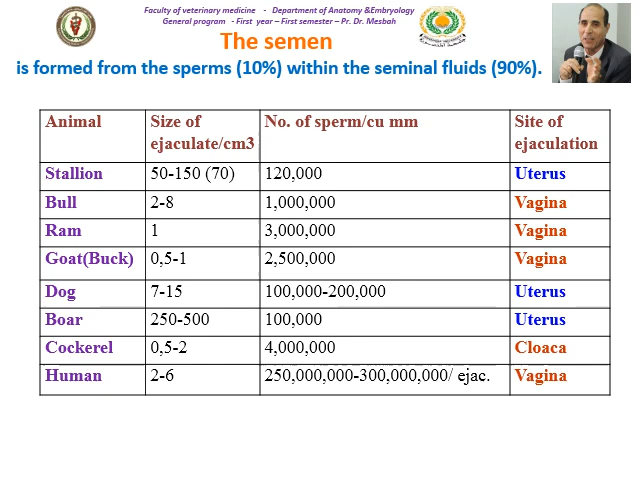 Faculty of veterinary medicine - Department of Anatomy &Embryology
General program - First year – First semester – Pr. Dr. Mesbah
The semen
is formed from the sperms (10%) within the seminal fluids (90%).
Animal Size of ejaculate/cm3 No. of sperm/cu mm Site of ejaculation
Stallion 50-150 (70) 120,000 Uterus
Bull 2-8 1,000,000 Vagina
Ram 1 3,000,000 Vagina
Goat(Buck) 0,5-1 2,500,000 Vagina
Dog 7-15 100,000-200,000 Uterus
Boar 250-500 100,000 Uterus
Cockerel 0,5-2 4,000,000 Cloaca
Human 2-6 250,000,000-300,000,000/ ejac. Vagina